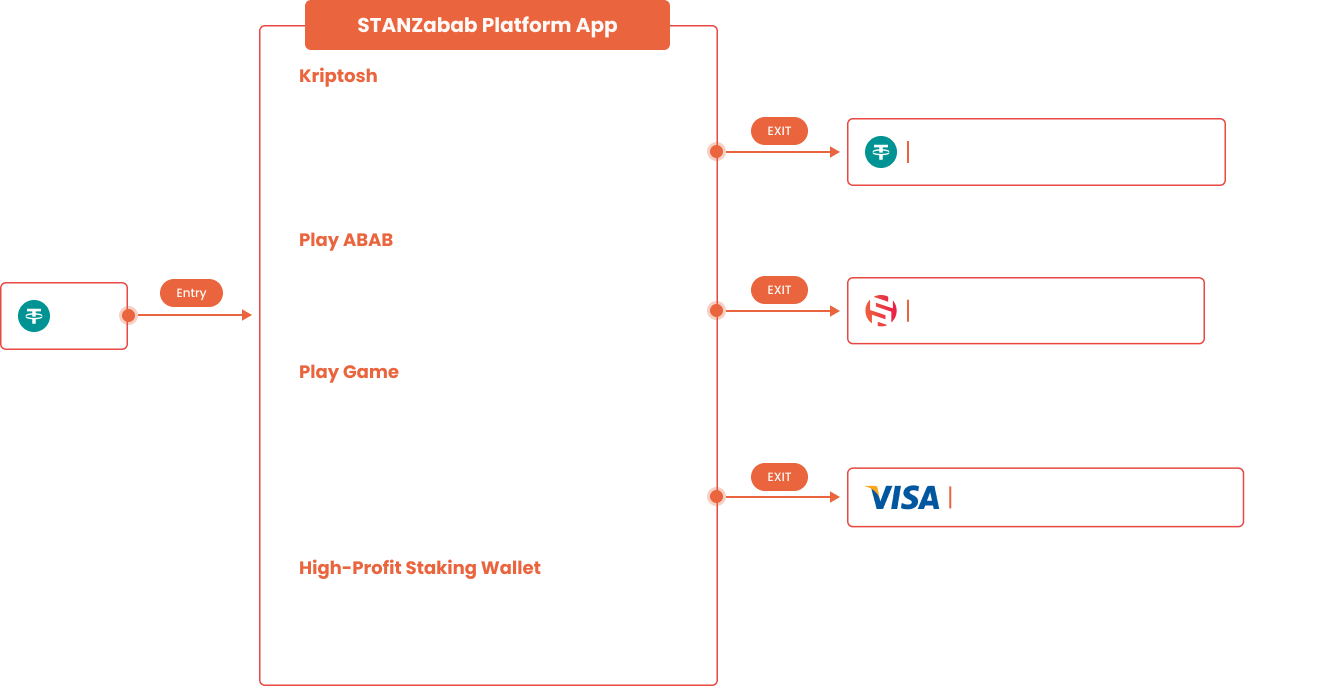 STANZabab Platform App
Kriptosh
EXIT
Play ABAB
Entry
EXIT
Play Game
EXIT
VISA
High-Profit Staking Wallet